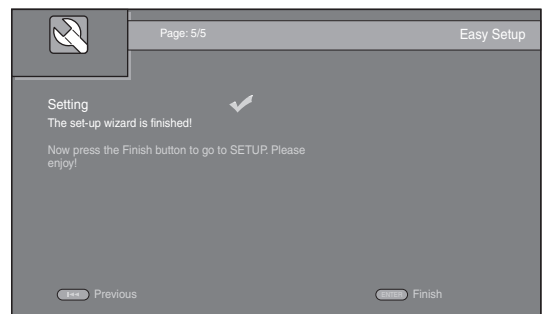 Page: 5/5
Easy Setup
Setting
The set-up wizard is finished!
Now press the Finish button to go to SETUP. Please
enjoy!
Previous
ENTER Finish